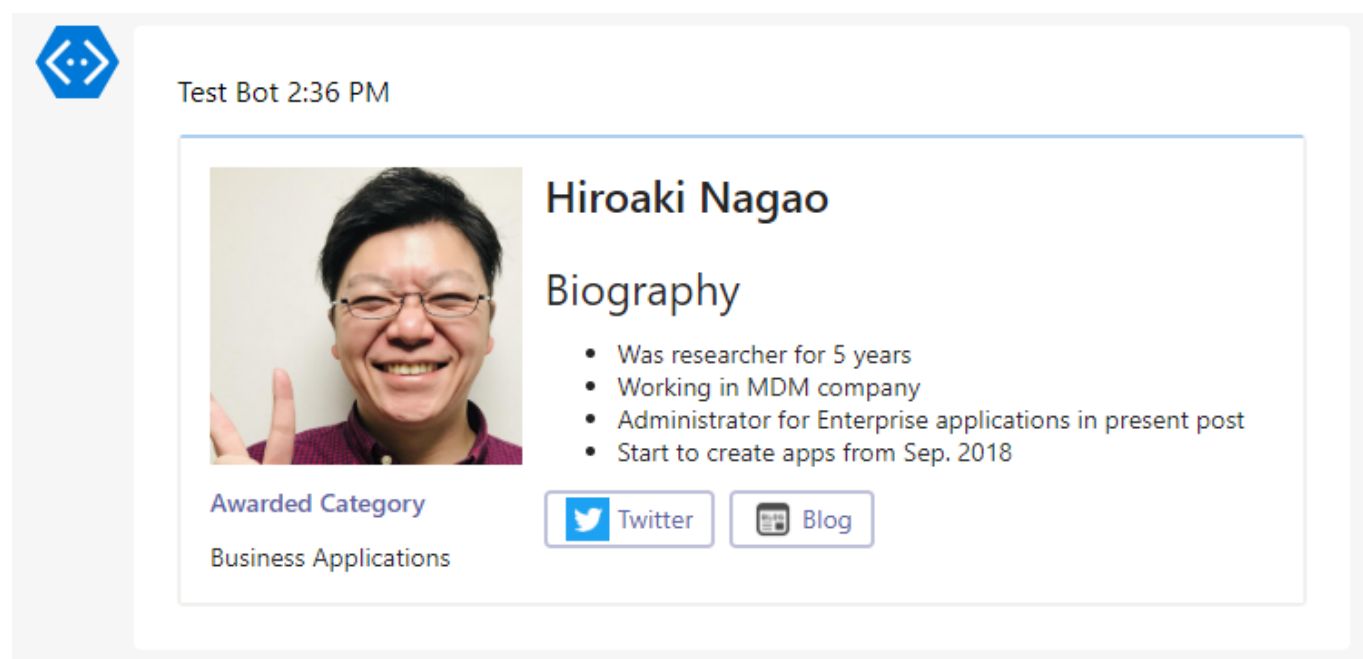 Test Bot 2:36 PM
Hiroaki Nagao
Biography
Was researcher for 5 years
Working in MDM company
Administrator for Enterprise applications in present post
Start to create apps from Sep. 2018
Awarded Category
Business Applications
Twitter
BLOG Blog